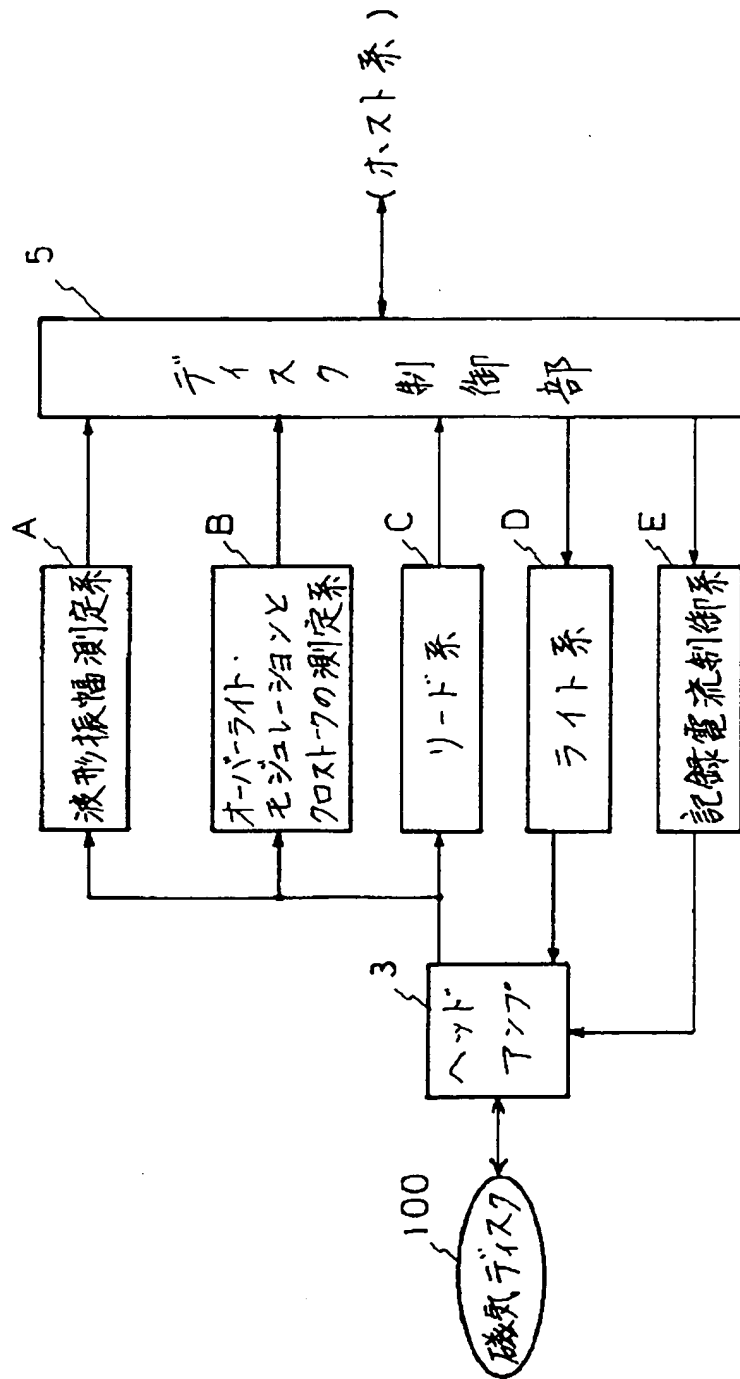 100
磁気ディスク
3
ヘッド
アンプ
A
波形振幅測定系
B
オーバーライト・
モジュレーションと
クロストークの測定系
C
リード系
D
ライト系
E
記録電流制御系
5
ディスク制御部
(ホスト系)